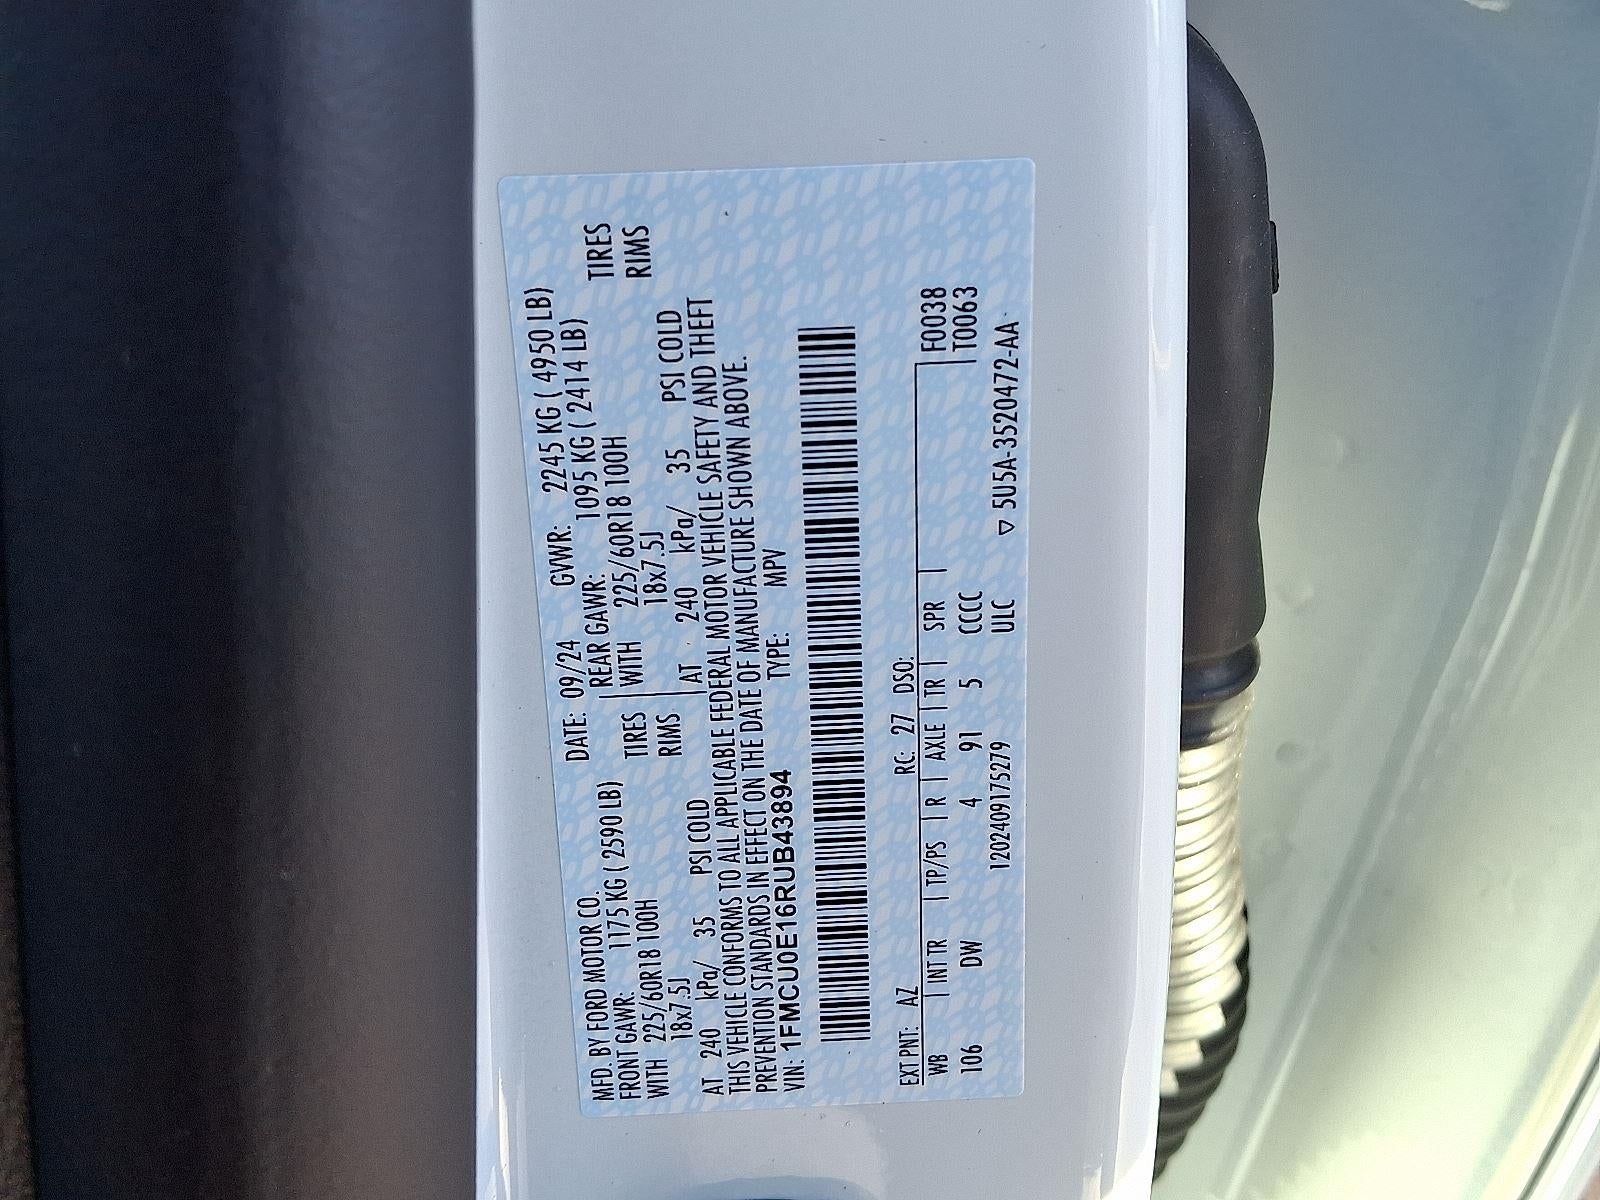 MFD. BY FORD MOTOR CO. DATE: 09/24 GVWR: 2245 KG ( 4950 LB)
FRONT GAWR: 1175 KG ( 2590 LB) REAR GAWR: 1095 KG ( 2414 LB)
WITH 225/60R18 100H TIRES WITH 225/60R18 100H TIRES
18x7.5J RIMS 18x7.5J RIMS
AT 240 kPa/ 35 PSI COLD AT 240 kPa/ 35 PSI COLD
THIS VEHICLE CONFORMS TO ALL APPLICABLE FEDERAL MOTOR VEHICLE SAFETY AND THEFT
PREVENTION STANDARDS IN EFFECT ON THE DATE OF MANUFACTURE SHOWN ABOVE.
VIN: 1FMCU0E16RUB43894 TYPE: MPV
EXT PNT: AZ RC: 27 DSO: F0038
WB INT TR TP/PS R AXLE TR SPR T0063
106 DW 4 91 5 CCCC
1202409175279 ULC ▽ 5U5A-3520472-AA